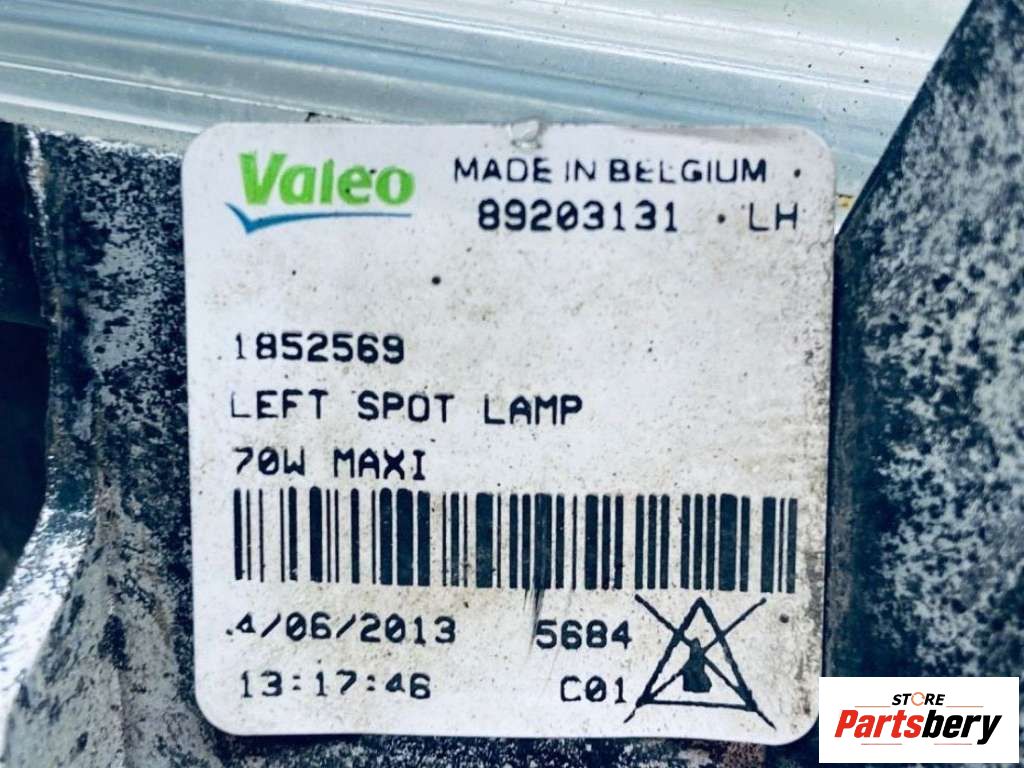 Valeo MADE IN BELGIUM
89203131 · LH
1852569
LEFT SPOT LAMP
70W MAXI
4/06/2013 5684
13:17:46 C01
STORE
Partsbery